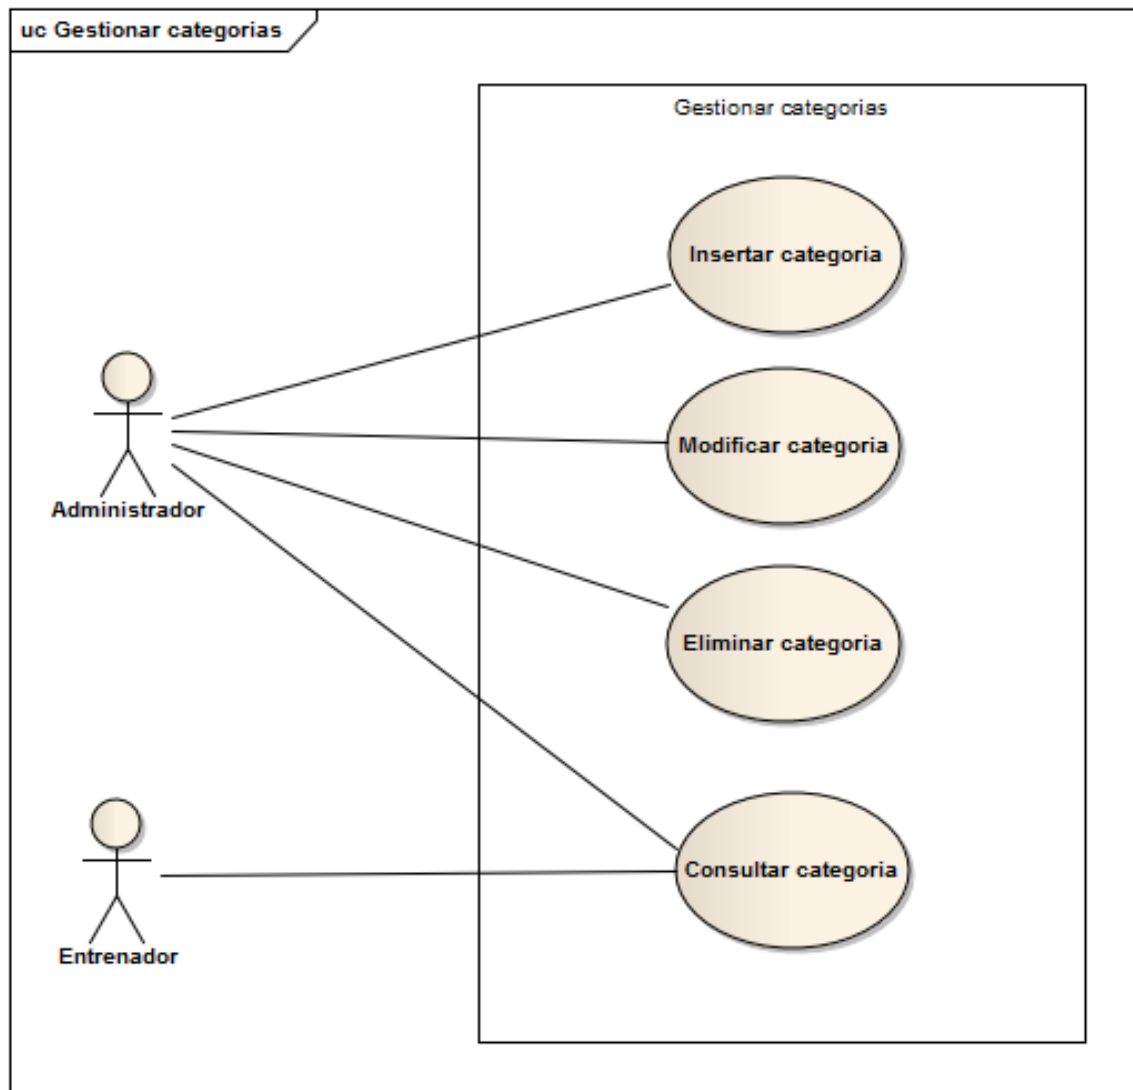 uc Gestionar categorias
Gestionar categorias
Insertar categoria
Modificar categoria
Administrador
Eliminar categoria
Consultar categoria
Entrenador